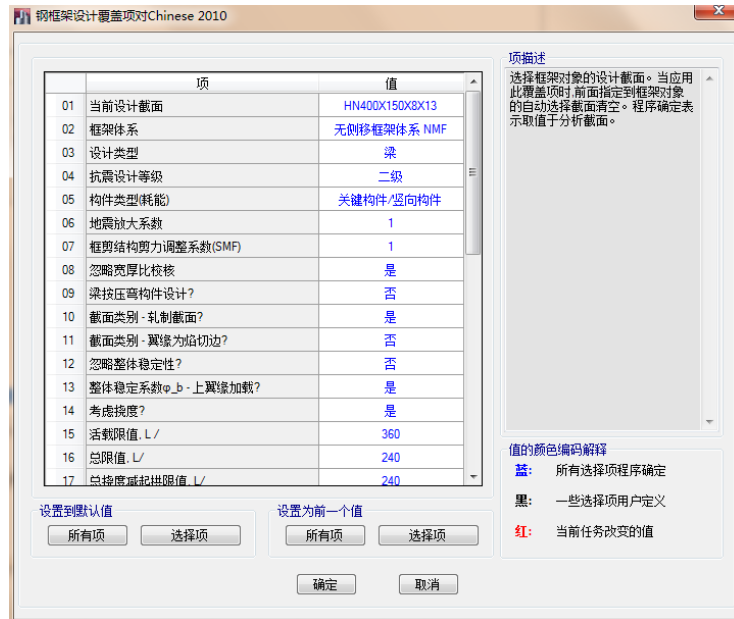 钢框架设计覆盖项对Chinese 2010
项 值
01 当前设计截面 HN400X150X8X13
02 框架体系 无侧移框架体系 NMF
03 设计类型 梁
04 抗震设计等级 二级
05 构件类型(耗能) 关键构件/竖向构件
06 地震放大系数 1
07 框剪结构剪力调整系数(SMF) 1
08 忽略宽厚比校核 是
09 梁按压弯构件设计? 否
10 截面类别 - 轧制截面? 是
11 截面类别 - 翼缘为焰切边? 否
12 忽略整体稳定性? 否
13 整体稳定系数φ_b - 上翼缘加载? 是
14 考虑挠度? 是
15 活载限值, L / 360
16 总限值, L/ 240
17 总挠度减起拱限值, L/ 240
项描述
选择框架对象的设计截面。当应用
此覆盖项时,前面指定到框架对象
的自动选择截面清空。程序确定表
示取值于分析截面。
值的颜色编码解释
蓝: 所有选择项程序确定
黑: 一些选择项用户定义
红: 当前任务改变的值
设置到默认值
所有项 选择项
设置为前一个值
所有项 选择项
确定 取消